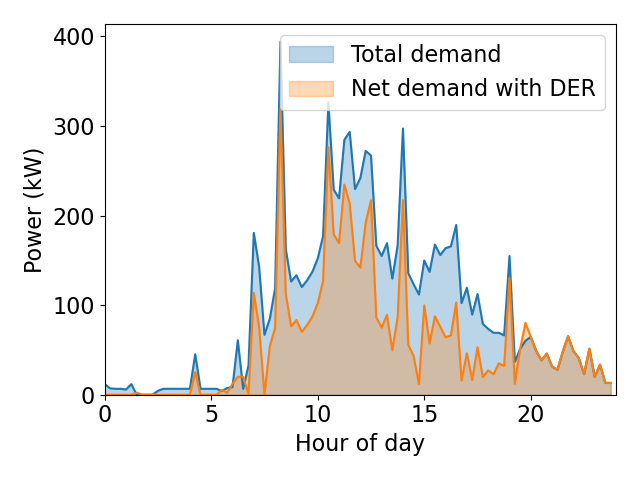 Total demand
Net demand with DER
400
300
200
100
0
Power (kW)
0 5 10 15 20
Hour of day